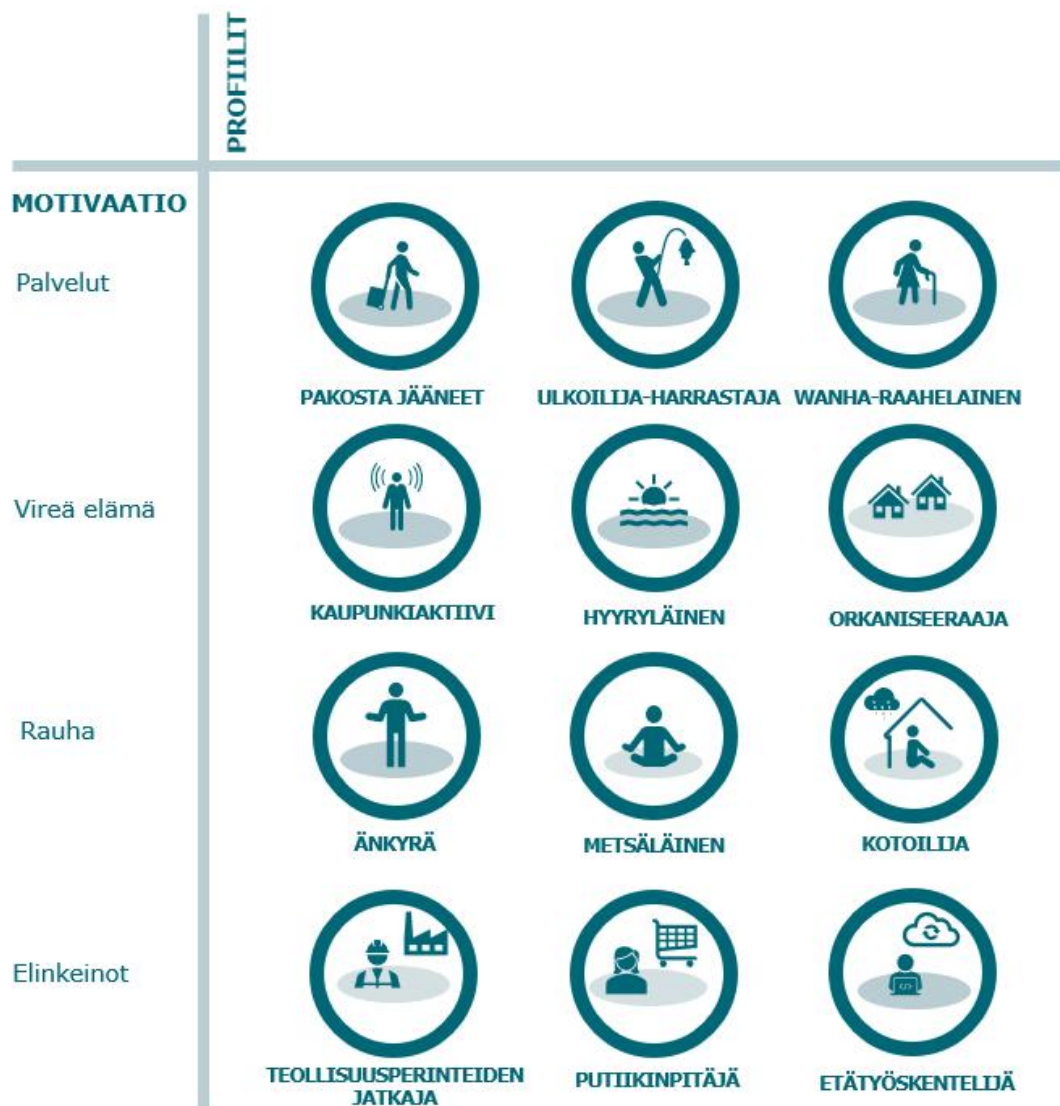 PROFIILIT
MOTIVAATIO
Palvelut
PAKOSTA JÄÄNEET
ULKOILIJA-HARRASTAJA
WANHA-RAAHELAINEN
Vireä elämä
KAUPUNKIAKTIIVI
HYYRYLÄINEN
ORKANISEERAAJA
Rauha
ÄNKYRÄ
METSÄLÄINEN
KOTOILIJA
Elinkeinot
TEOLLISUUSPERINTEIDEN
JATKAJA
PUTIIKINPITÄJÄ
ETÄTYÖSKENTELIJÄ